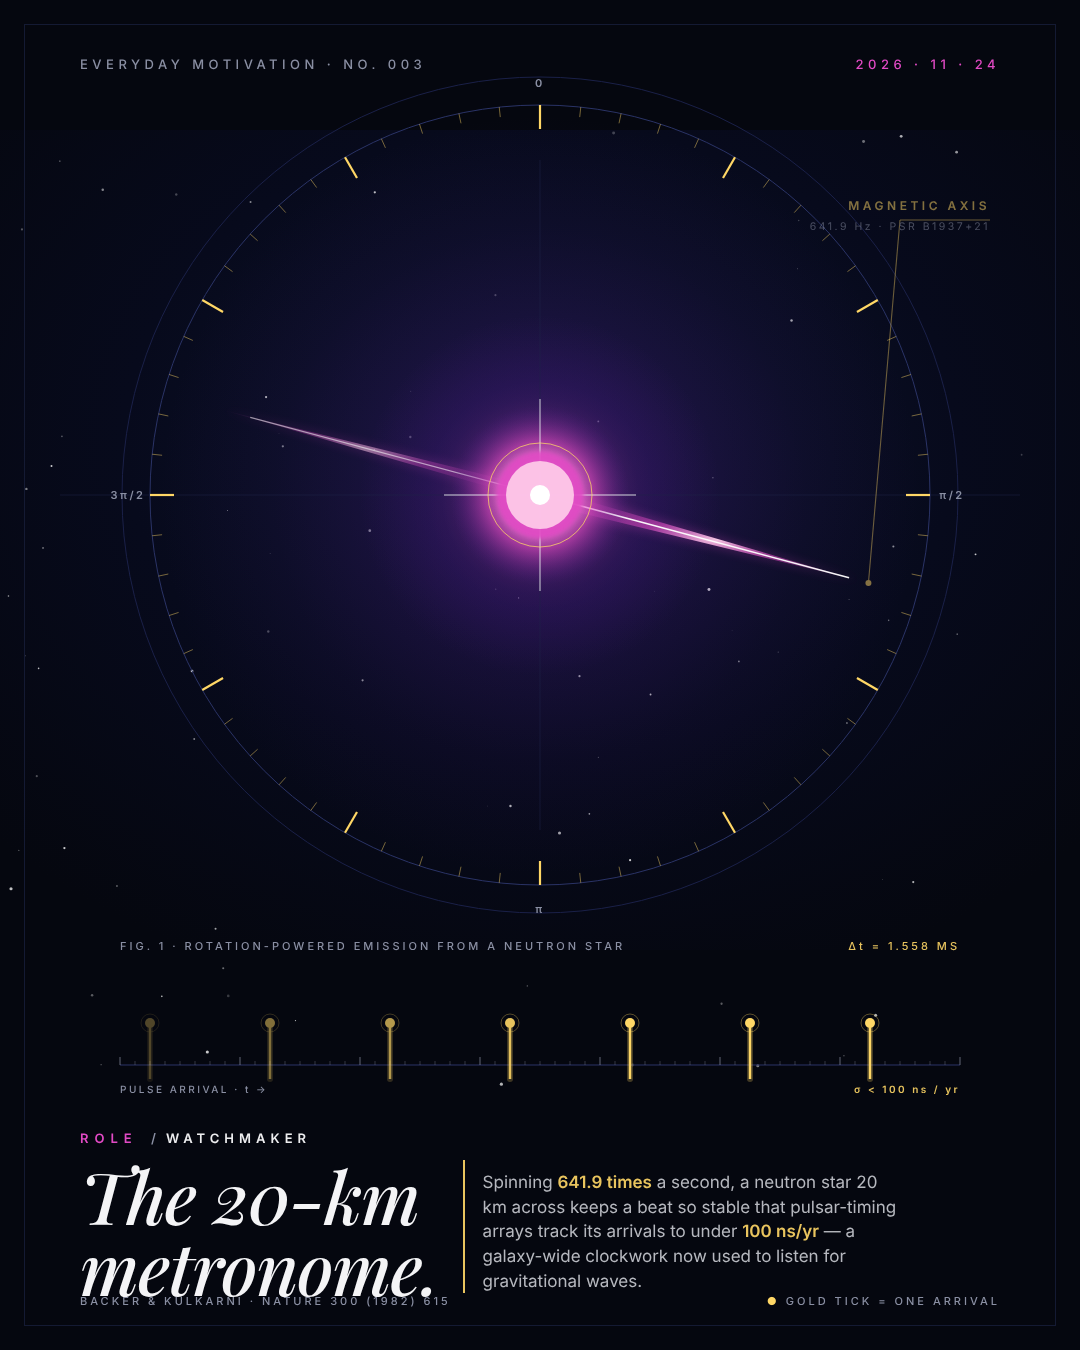 EVERYDAY MOTIVATION · NO. 003
2026 · 11 · 24
0
MAGNETIC AXIS
641.9 Hz · PSR B1937+21
3π/2
π/2
π
FIG. 1 · ROTATION-POWERED EMISSION FROM A NEUTRON STAR
Δt = 1.558 MS
PULSE ARRIVAL · t →
σ < 100 ns / yr
ROLE / WATCHMAKER
The 20–km
metronome.
Spinning 641.9 times a second, a neutron star 20
km across keeps a beat so stable that pulsar-timing
arrays track its arrivals to under 100 ns/yr — a
galaxy-wide clockwork now used to listen for
gravitational waves.
BACKER & KULKARNI · NATURE 300 (1982) 615
GOLD TICK = ONE ARRIVAL